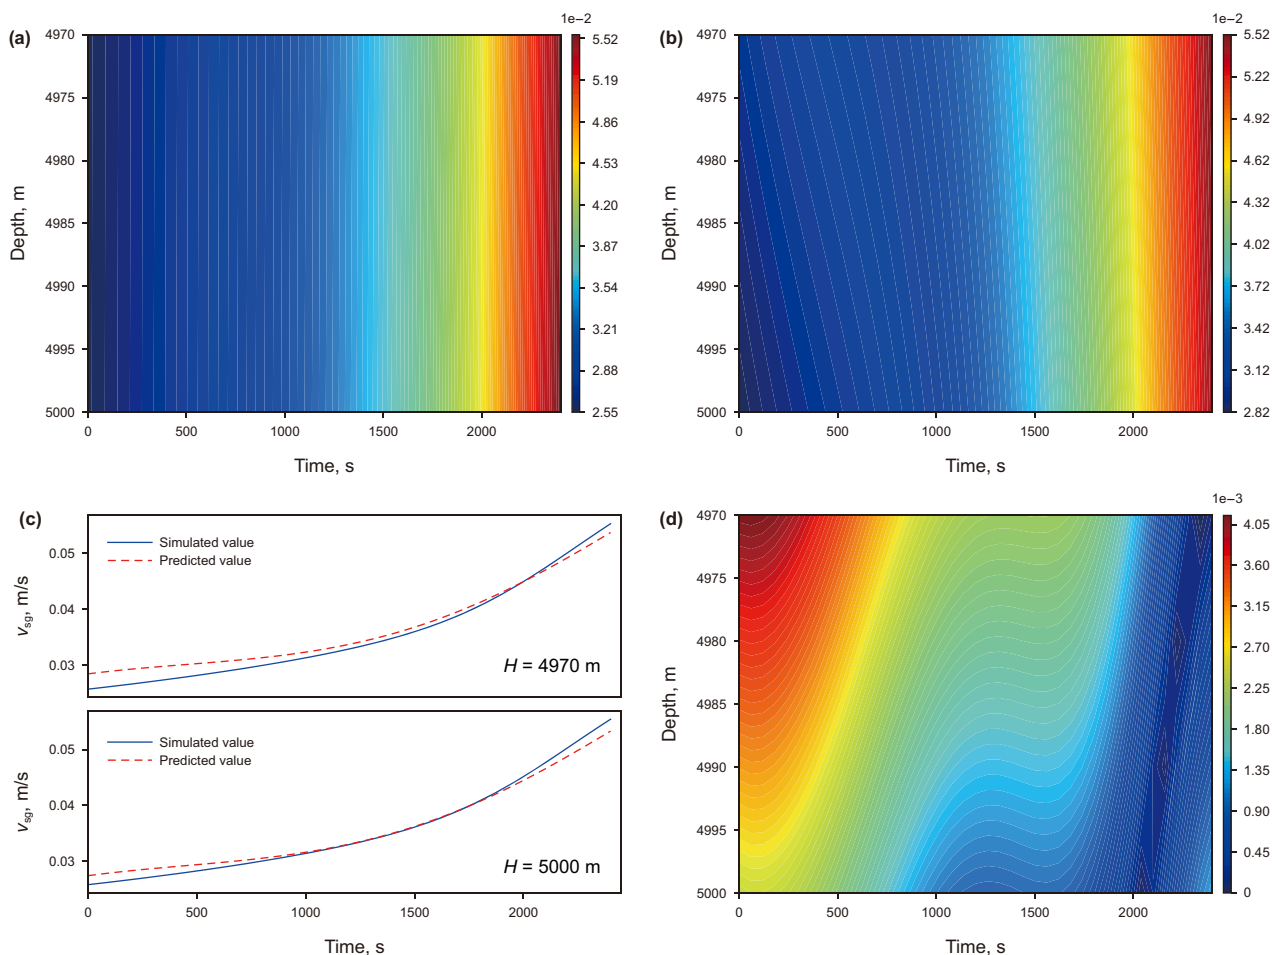 (a)
1e–2
4970
4975
4980
4985
4990
4995
5000
Depth, m
0 500 1000 1500 2000
Time, s
5.52
5.19
4.86
4.53
4.20
3.87
3.54
3.21
2.88
2.55
(b)
1e–2
4970
4975
4980
4985
4990
4995
5000
Depth, m
0 500 1000 1500 2000
Time, s
5.52
5.22
4.92
4.62
4.32
4.02
3.72
3.42
3.12
2.82
(c)
0.05
0.04
0.03
vsg, m/s
Simulated value
Predicted value
H = 4970 m
0.05
0.04
0.03
vsg, m/s
Simulated value
Predicted value
H = 5000 m
0 500 1000 1500 2000
Time, s
(d)
1e–3
4970
4975
4980
4985
4990
4995
5000
Depth, m
0 500 1000 1500 2000
Time, s
4.05
3.60
3.15
2.70
2.25
1.80
1.35
0.90
0.45
0